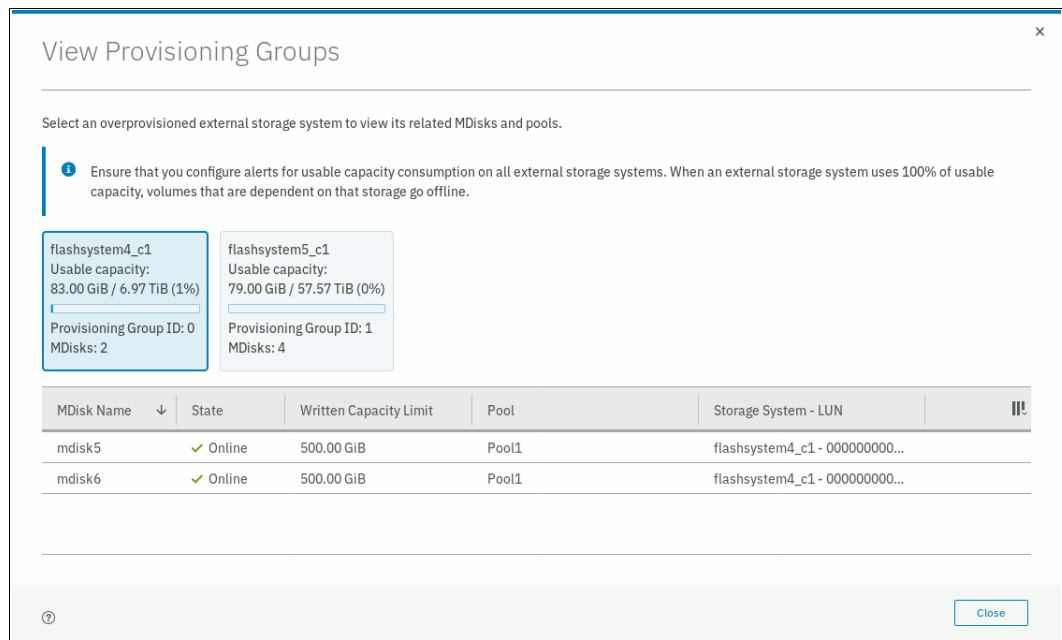 View Provisioning Groups
Select an overprovisioned external storage system to view its related MDisks and pools.
Ensure that you configure alerts for usable capacity consumption on all external storage systems. When an external storage system uses 100% of usable
capacity, volumes that are dependent on that storage go offline.
flashsystem4_c1
Usable capacity:
83.00 GiB / 6.97 TiB (1%)
Provisioning Group ID: 0
MDisks: 2
flashsystem5_c1
Usable capacity:
79.00 GiB / 57.57 TiB (0%)
Provisioning Group ID: 1
MDisks: 4
MDisk Name State Written Capacity Limit Pool Storage System - LUN
mdisk5 Online 500.00 GiB Pool1 flashsystem4_c1 - 000000000...
mdisk6 Online 500.00 GiB Pool1 flashsystem4_c1 - 000000000...
Close